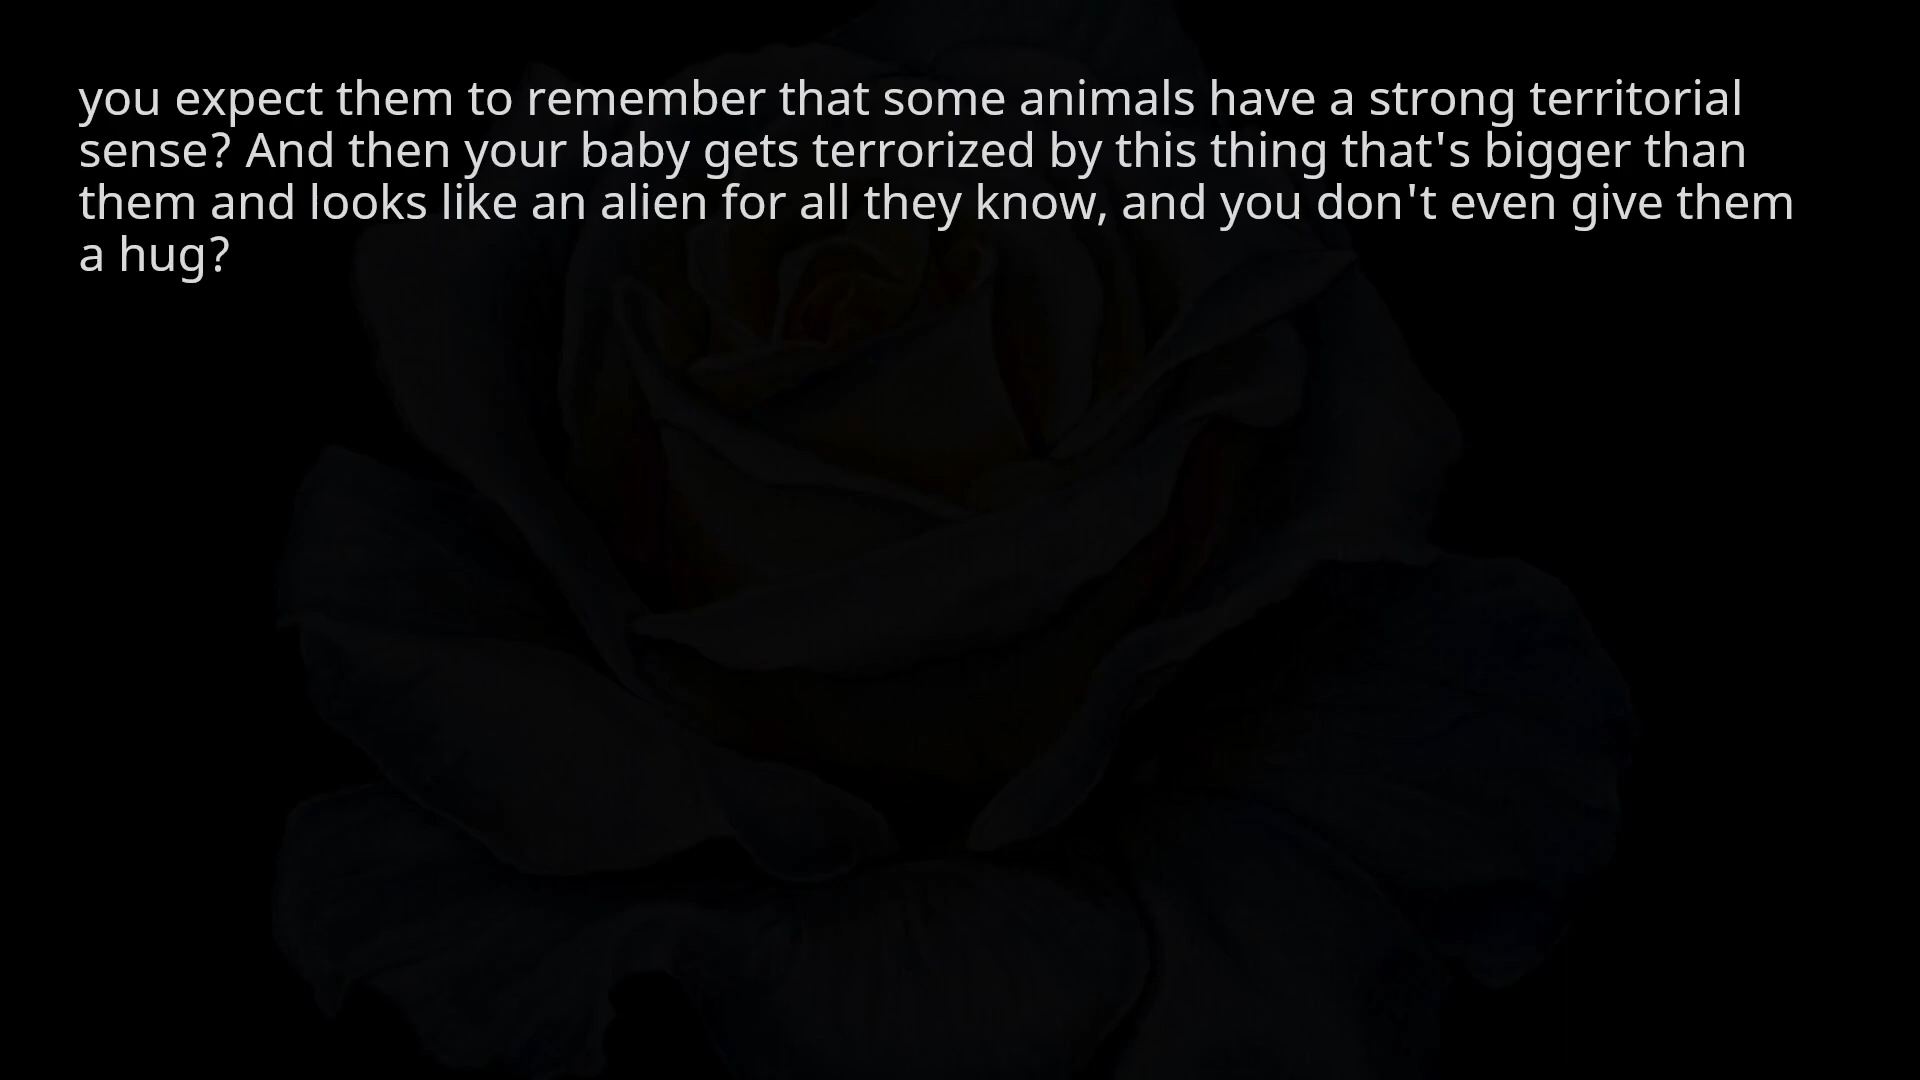 you expect them to remember that some animals have a strong territorial
sense? And then your baby gets terrorized by this thing that's bigger than
them and looks like an alien for all they know, and you don't even give them
a hug?